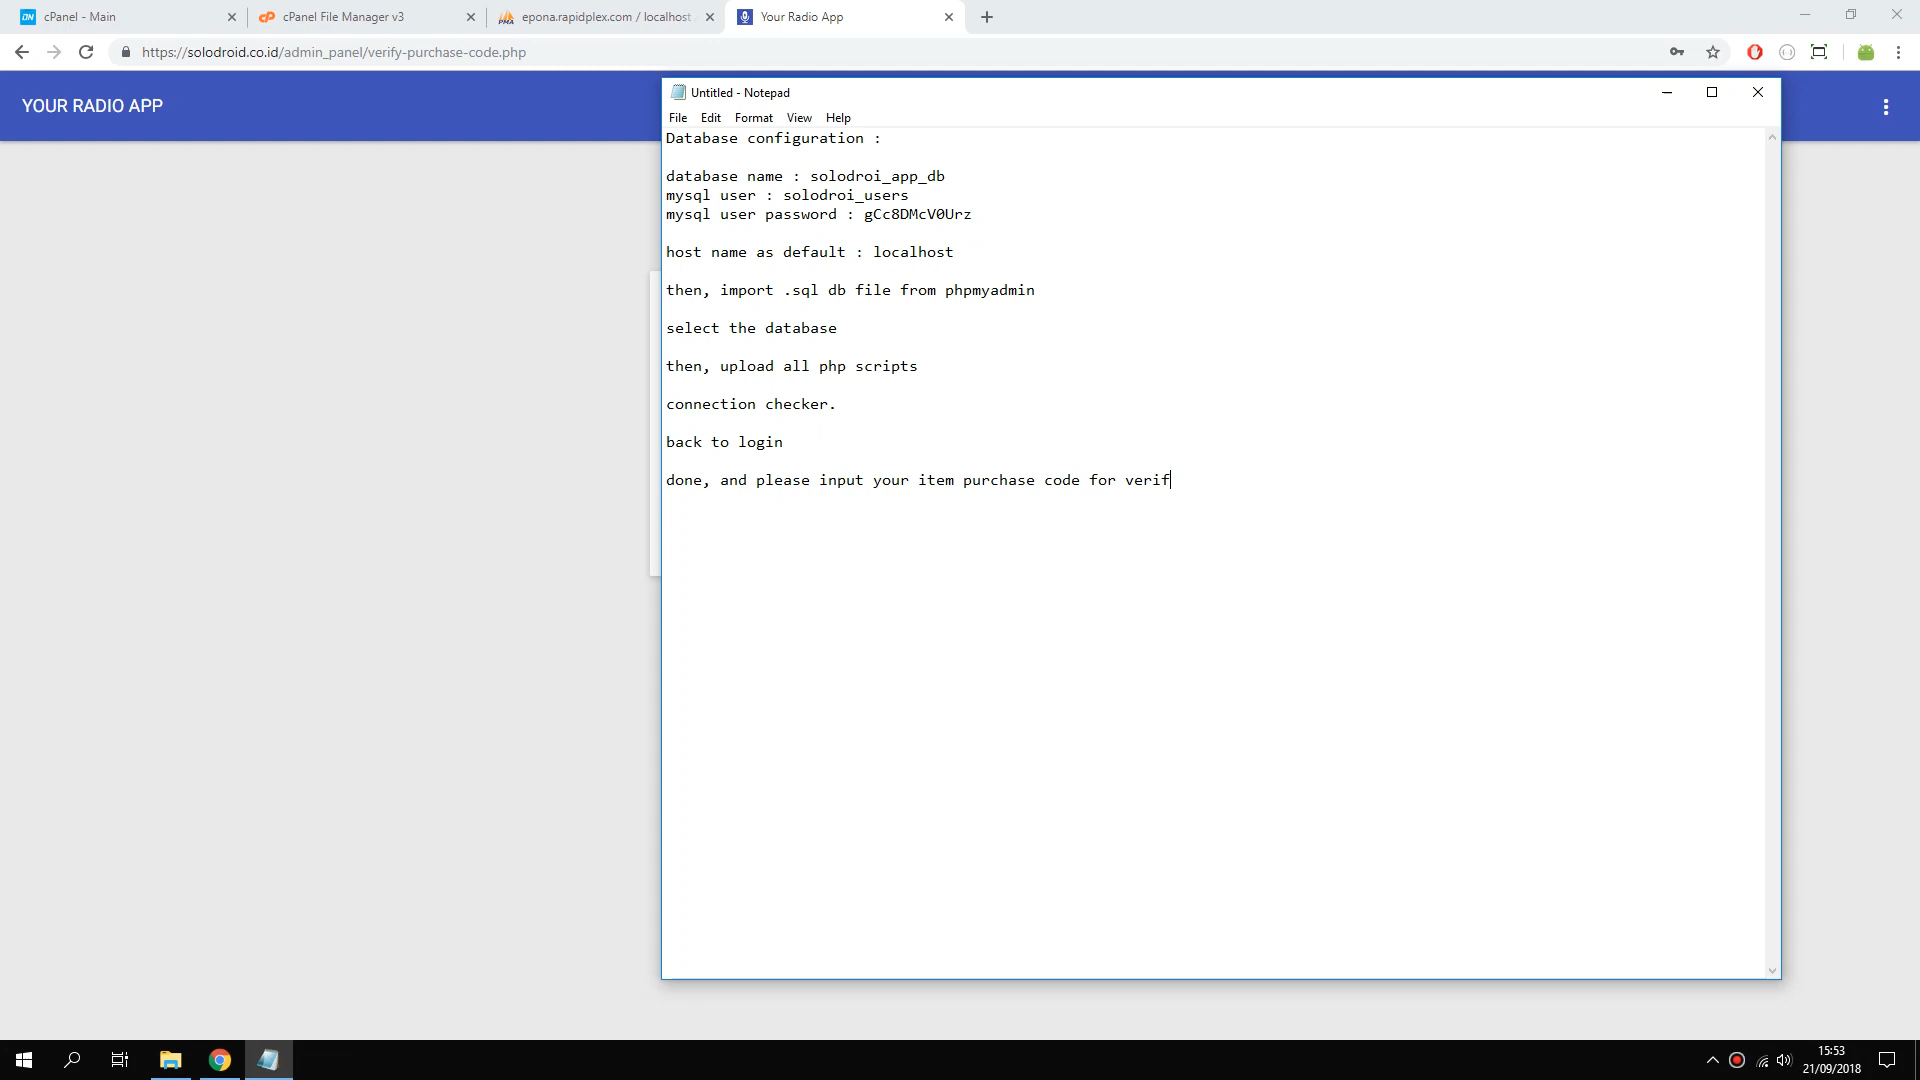 cPanel - Main
cPanel File Manager v3
epona.rapidplex.com / localhost
Your Radio App
https://solodroid.co.id/admin_panel/verify-purchase-code.php
YOUR RADIO APP
Untitled - Notepad
File Edit Format View Help
Database configuration :
database name : solodroi_app_db
mysql user : solodroi_users
mysql user password : gCc8DMcV0Urz
host name as default : localhost
then, import .sql db file from phpmyadmin
select the database
then, upload all php scripts
connection checker.
back to login
done, and please input your item purchase code for verif
15:53
21/09/2018